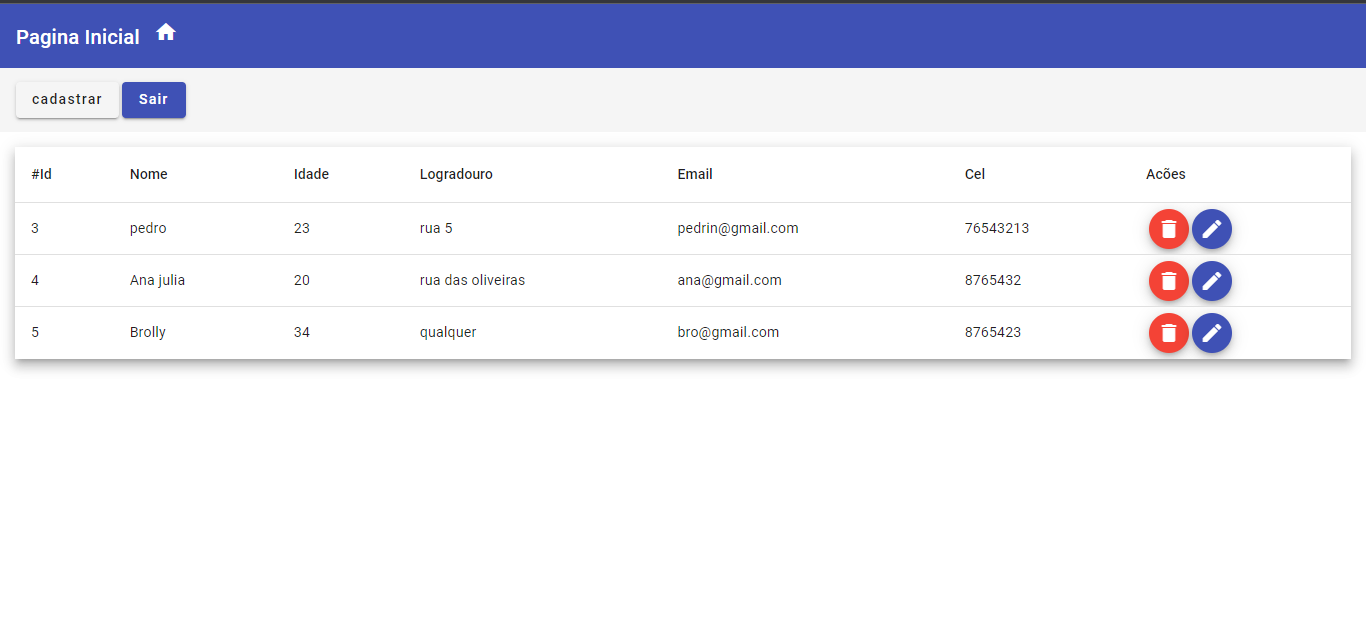 Pagina Inicial
cadastrar Sair
#Id Nome Idade Logradouro Email Cel Acões
3 pedro 23 rua 5 pedrin@gmail.com 76543213
4 Ana julia 20 rua das oliveiras ana@gmail.com 8765432
5 Brolly 34 qualquer bro@gmail.com 8765423